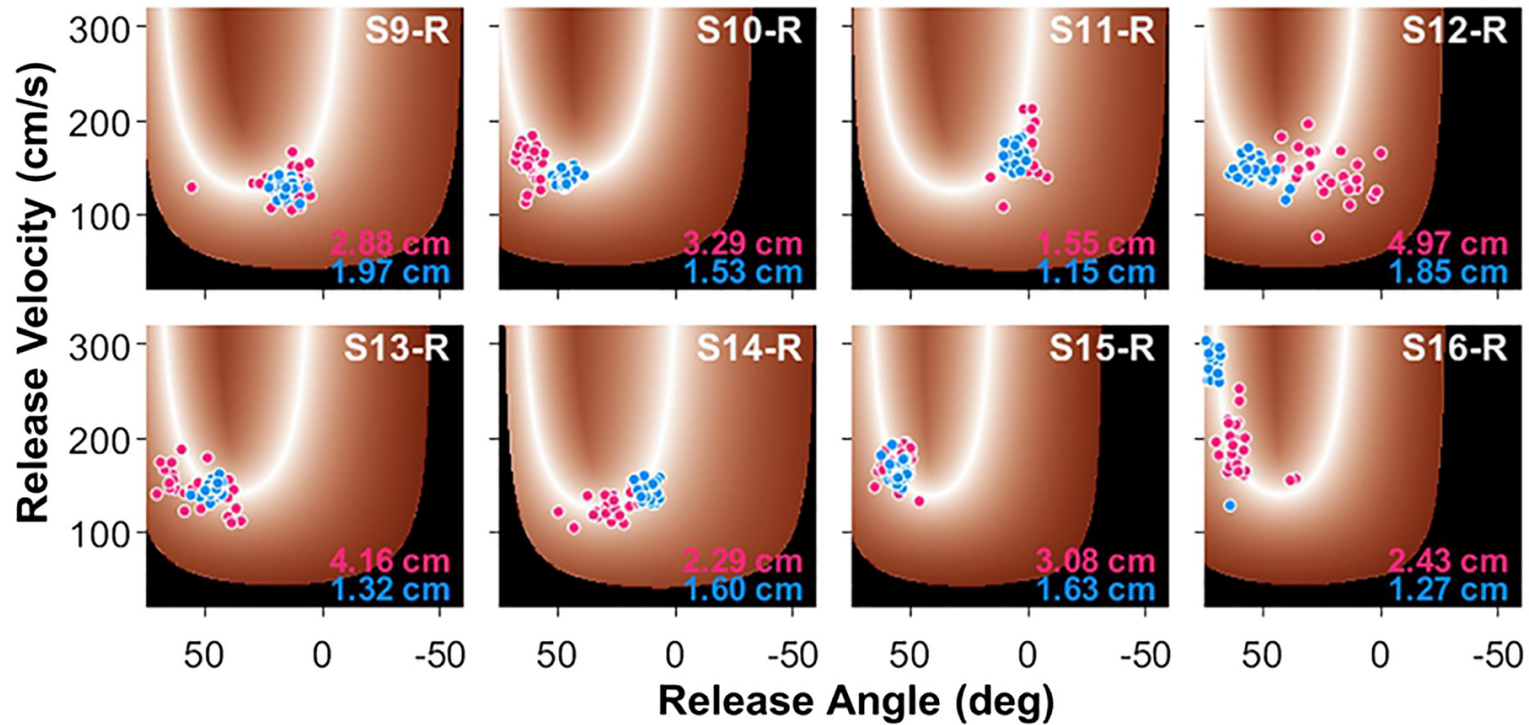 Release Velocity (cm/s)
300
200
100
S9-R
2.88 cm
1.97 cm
S10-R
3.29 cm
1.53 cm
S11-R
1.55 cm
1.15 cm
S12-R
4.97 cm
1.85 cm
300
200
100
S13-R
4.16 cm
1.32 cm
S14-R
2.29 cm
1.60 cm
S15-R
3.08 cm
1.63 cm
S16-R
2.43 cm
1.27 cm
50 0 -50
50 0 -50
50 0 -50
50 0 -50
Release Angle (deg)